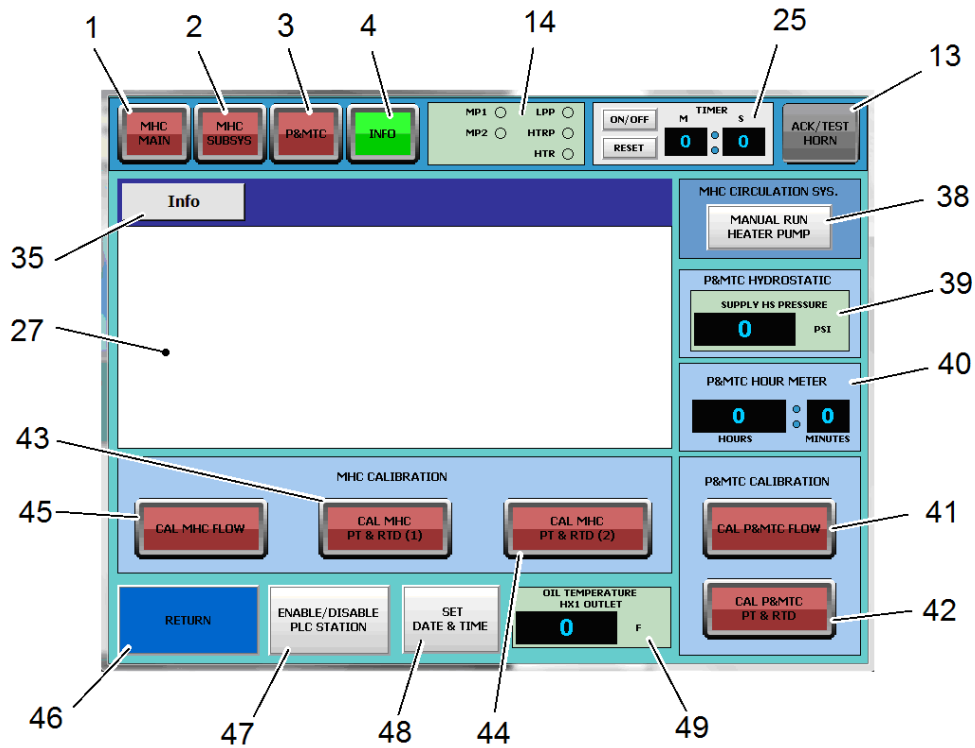 1
2
3
4
14
25
13
MHC
MAIN
MHC
SUBSYS
P&MTC
INFO
MP1
LPP
MP2
HTRP
HTR
ON/OFF
RESET
TIMER
M
S
0
:
0
ACK/TEST
HORN
Info
35
27
MHC CIRCULATION SYS.
MANUAL RUN
HEATER PUMP
38
P&MTC HYDROSTATIC
SUPPLY HS PRESSURE
0
PSI
39
P&MTC HOUR METER
0
:
0
HOURS
MINUTES
40
43
MHC CALIBRATION
45
CAL MHC FLOW
CAL MHC
PT & RTD (1)
CAL MHC
PT & RTD (2)
P&MTC CALIBRATION
CAL P&MTC FLOW
41
CAL P&MTC
PT & RTD
42
RETURN
ENABLE/DISABLE
PLC STATION
SET
DATE & TIME
OIL TEMPERATURE
HX1 OUTLET
0
F
46
47
48
44
49